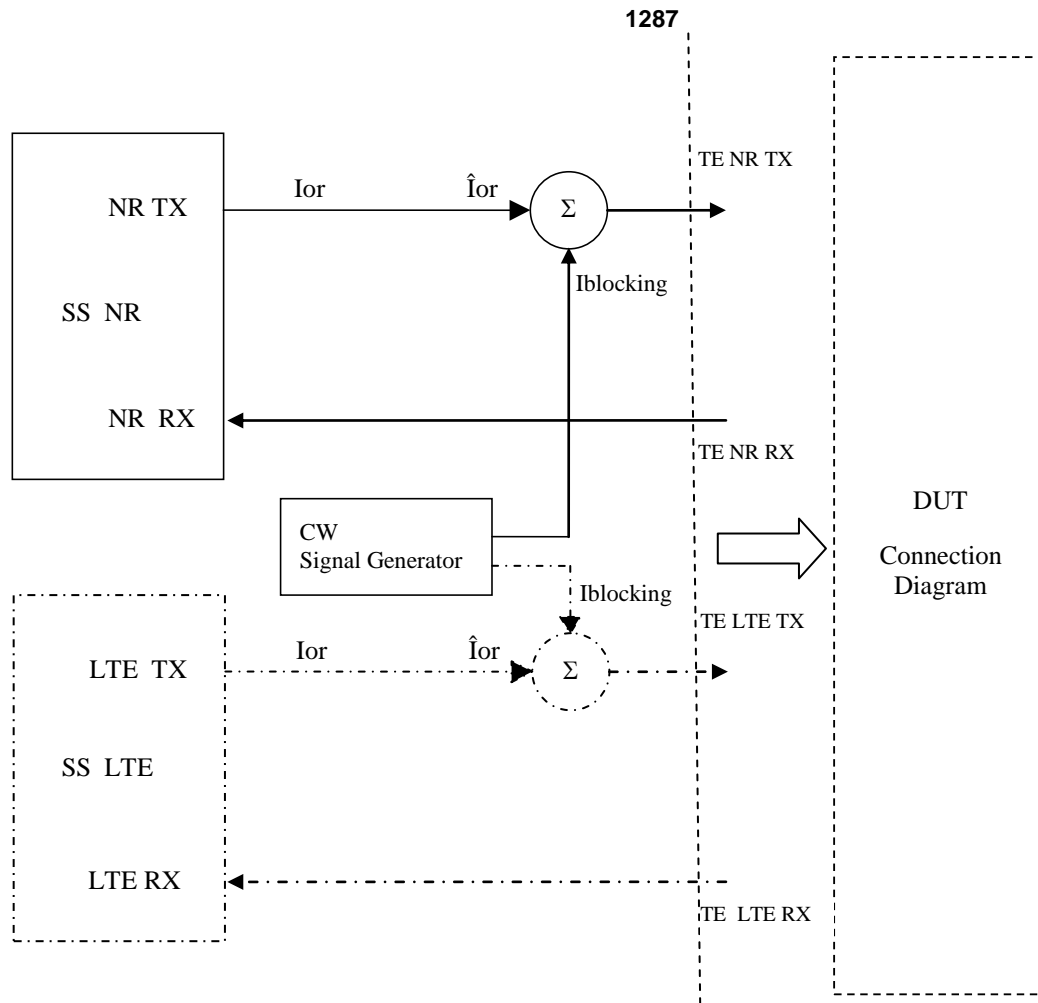 1287
TE NR TX
NR TX
Ior
Îor
Σ
Iblocking
SS NR
NR RX
TE NR RX
CW
Signal Generator
DUT
Connection
Diagram
Iblocking
TE LTE TX
LTE TX
Ior
Îor
Σ
SS LTE
LTE RX
TE LTE RX